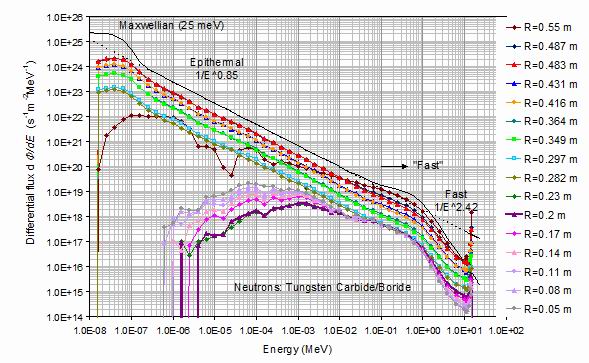 Maxwellian (25 meV)
Epithermal
1/E^0.85
"Fast"
Fast
1/E^2.42
Neutrons: Tungsten Carbide/Boride
Differential flux d Φ/dE (s⁻¹m⁻²MeV⁻¹)
1.0E+26
1.0E+25
1.0E+24
1.0E+23
1.0E+22
1.0E+21
1.0E+20
1.0E+19
1.0E+18
1.0E+17
1.0E+16
1.0E+15
1.0E+14
1.0E-08 1.0E-07 1.0E-06 1.0E-05 1.0E-04 1.0E-03 1.0E-02 1.0E-01 1.0E+00 1.0E+01 1.0E+02
Energy (MeV)
R=0.55 m
R=0.487 m
R=0.483 m
R=0.431 m
R=0.416 m
R=0.364 m
R=0.349 m
R=0.297 m
R=0.282 m
R=0.23 m
R=0.2 m
R=0.17 m
R=0.14 m
R=0.11 m
R=0.08 m
R=0.05 m